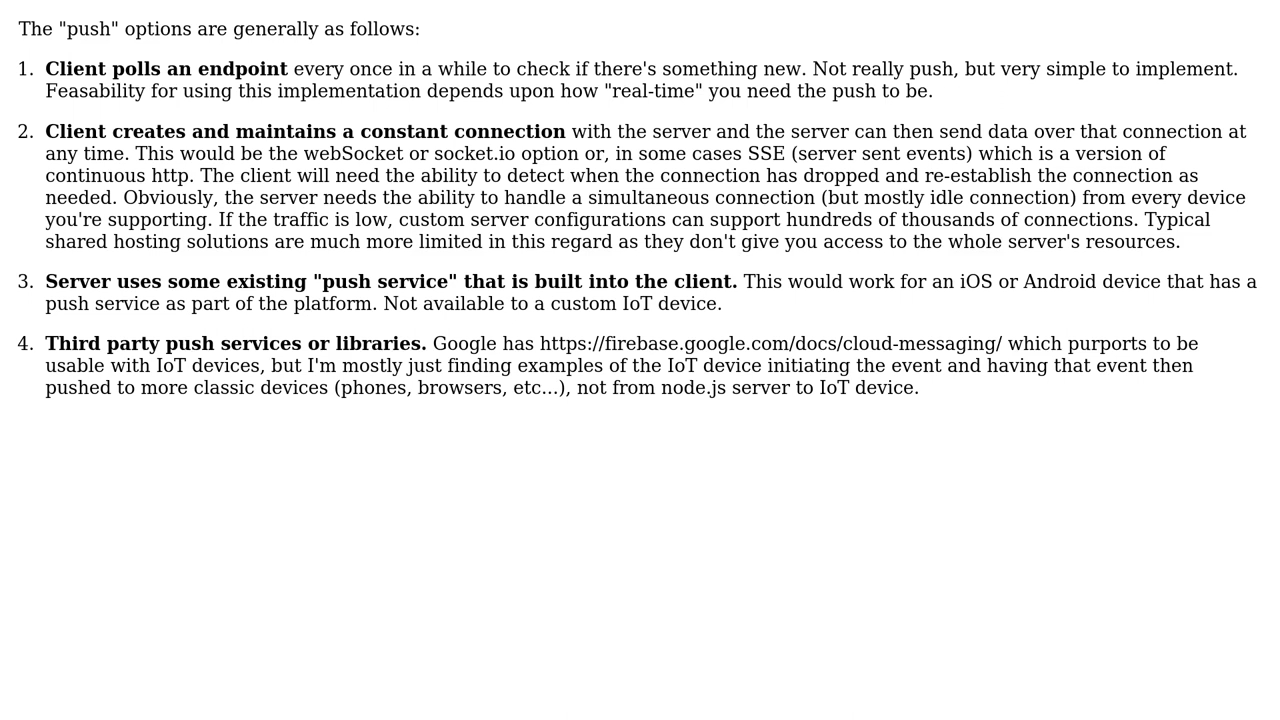 The "push" options are generally as follows:
1. Client polls an endpoint every once in a while to check if there's something new. Not really push, but very simple to implement.
Feasability for using this implementation depends upon how "real-time" you need the push to be.
2. Client creates and maintains a constant connection with the server and the server can then send data over that connection at
any time. This would be the webSocket or socket.io option or, in some cases SSE (server sent events) which is a version of
continuous http. The client will need the ability to detect when the connection has dropped and re-establish the connection as
needed. Obviously, the server needs the ability to handle a simultaneous connection (but mostly idle connection) from every device
you're supporting. If the traffic is low, custom server configurations can support hundreds of thousands of connections. Typical
shared hosting solutions are much more limited in this regard as they don't give you access to the whole server's resources.
3. Server uses some existing "push service" that is built into the client. This would work for an iOS or Android device that has a
push service as part of the platform. Not available to a custom IoT device.
4. Third party push services or libraries. Google has https://firebase.google.com/docs/cloud-messaging/ which purports to be
usable with IoT devices, but I'm mostly just finding examples of the IoT device initiating the event and having that event then
pushed to more classic devices (phones, browsers, etc...), not from node.js server to IoT device.